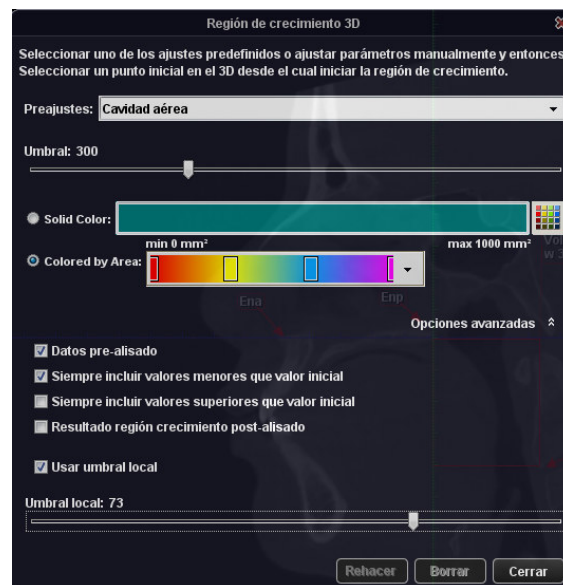 Región de crecimiento 3D
Seleccionar uno de los ajustes predefinidos o ajustar parámetros manualmente y entonces
Seleccionar un punto inicial en el 3D desde el cual iniciar la región de crecimiento.
Preajustes: Cavidad aérea
Umbral: 300
Solid Color:
min 0 mm² max 1000 mm²
Colored by Area:
Ena Enp
Opciones avanzadas
Datos pre-alisado
Siempre incluir valores menores que valor inicial
Siempre incluir valores superiores que valor inicial
Resultado región crecimiento post-alisado
Usar umbral local
Umbral local: 73
Rehacer Borrar Cerrar